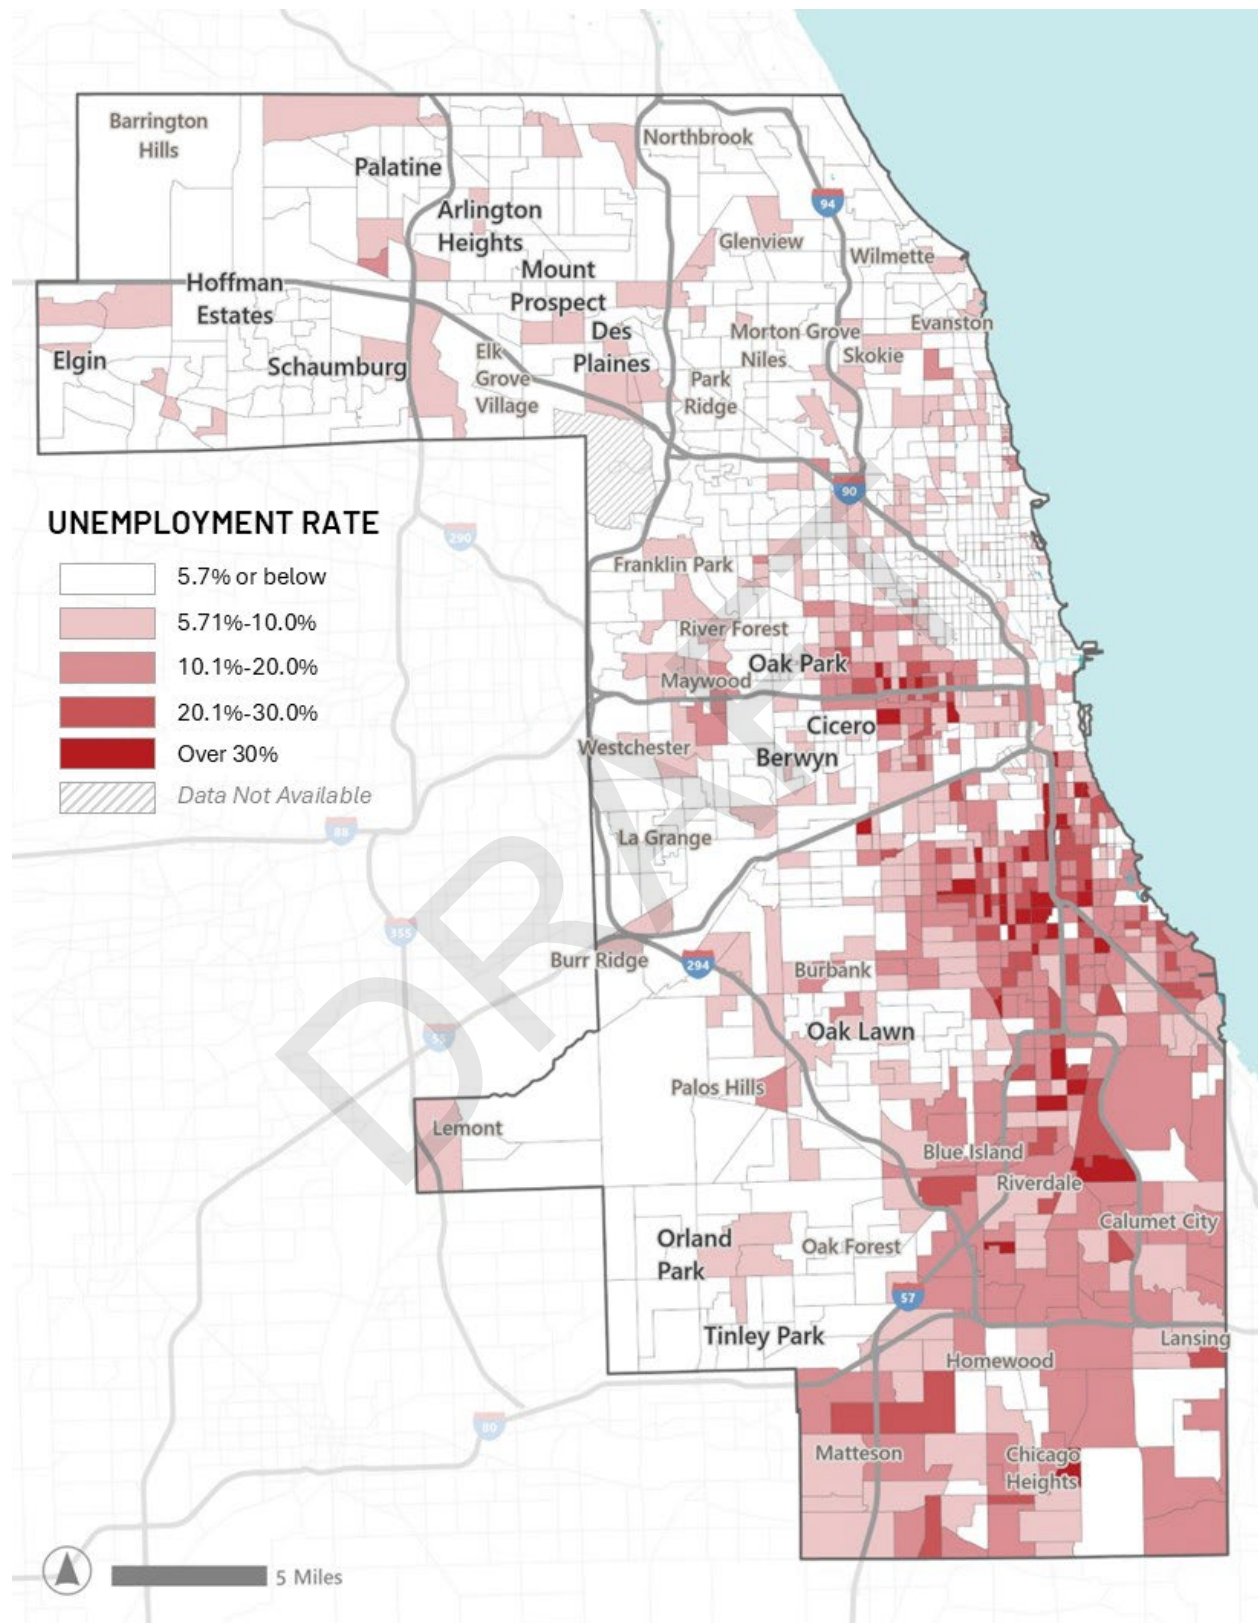 Barrington
Hills
Northbrook
Palatine
94
Arlington
Heights
Glenview
Wilmette
Mount
Prospect
Hoffman
Estates
Des
Plaines
Morton Grove
Evanston
Niles
Skokie
Elgin
Schaumburg
Elk
Grove
Village
Park
Ridge
90
UNEMPLOYMENT RATE
5.7% or below
5.71%-10.0%
10.1%-20.0%
20.1%-30.0%
Over 30%
Data Not Available
290
Franklin Park
River Forest
Oak Park
Maywood
Cicero
Westchester
Berwyn
88
La Grange
355
Burr Ridge
294
Burbank
55
Oak Lawn
Palos Hills
Lemont
Blue Island
Riverdale
Calumet City
Orland
Park
Oak Forest
57
Tinley Park
Lansing
Homewood
80
Matteson
Chicago
Heights
5 Miles
DRAFT